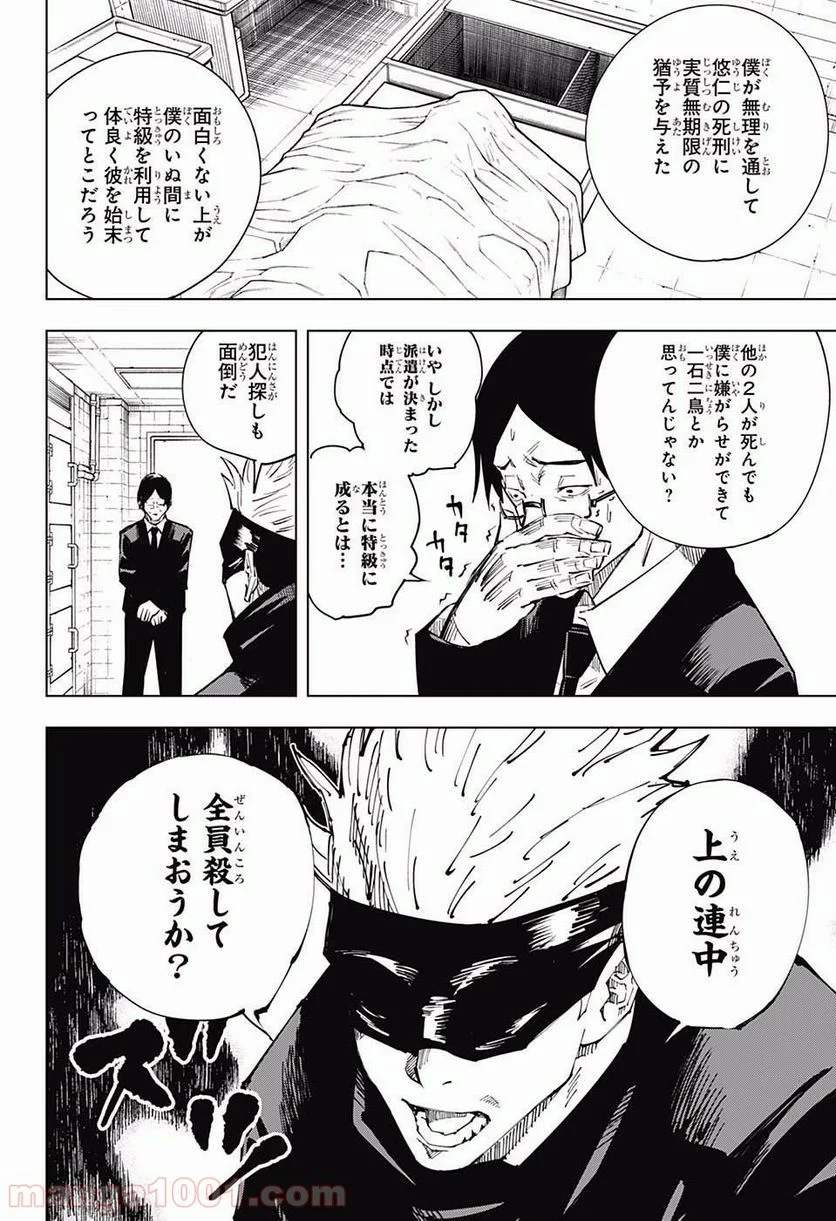 僕が無理を通して
悠仁の死刑に
実質無期限の
猶予を与えた
面白くない上が
僕のいぬ間に
特級を利用して
体良く彼を始末
ってとこだろう
他の2人が死んでも
僕に嫌がらせができて
一石二鳥とか
思ってんじゃない?
いや しかし
派遣が決まった
時点では
本当に特級に
成るとは…
カタ
カタ
犯人探しも
面倒だ
上の連中
全員殺して
しまおうか?
ズズッ
manga1001.com